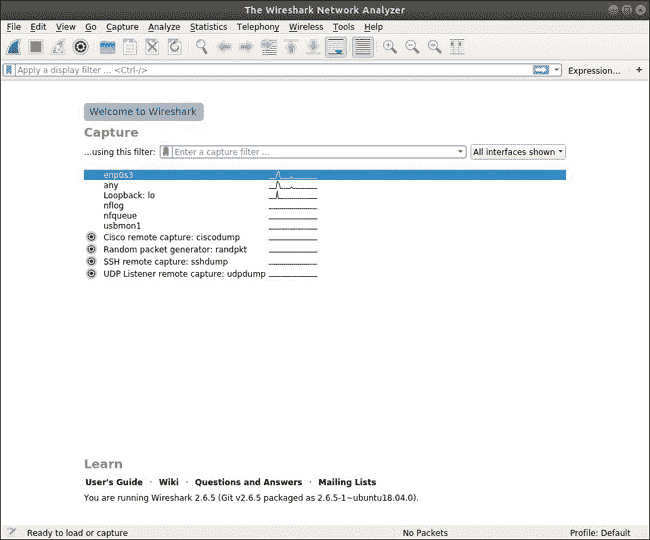 The Wireshark Network Analyzer
File Edit View Go Capture Analyze Statistics Telephony Wireless Tools Help
Apply a display filter ... <Ctrl-/> Expression... +
Welcome to Wireshark
Capture
...using this filter: Enter a capture filter ... All interfaces shown
enp0s3
any
Loopback: lo
nflog
nfqueue
usbmon1
Cisco remote capture: ciscodump
Random packet generator: randpkt
SSH remote capture: sshdump
UDP Listener remote capture: udpdump
Learn
User's Guide · Wiki · Questions and Answers · Mailing Lists
You are running Wireshark 2.6.5 (Git v2.6.5 packaged as 2.6.5-1~ubuntu18.04.0).
Ready to load or capture No Packets Profile: Default